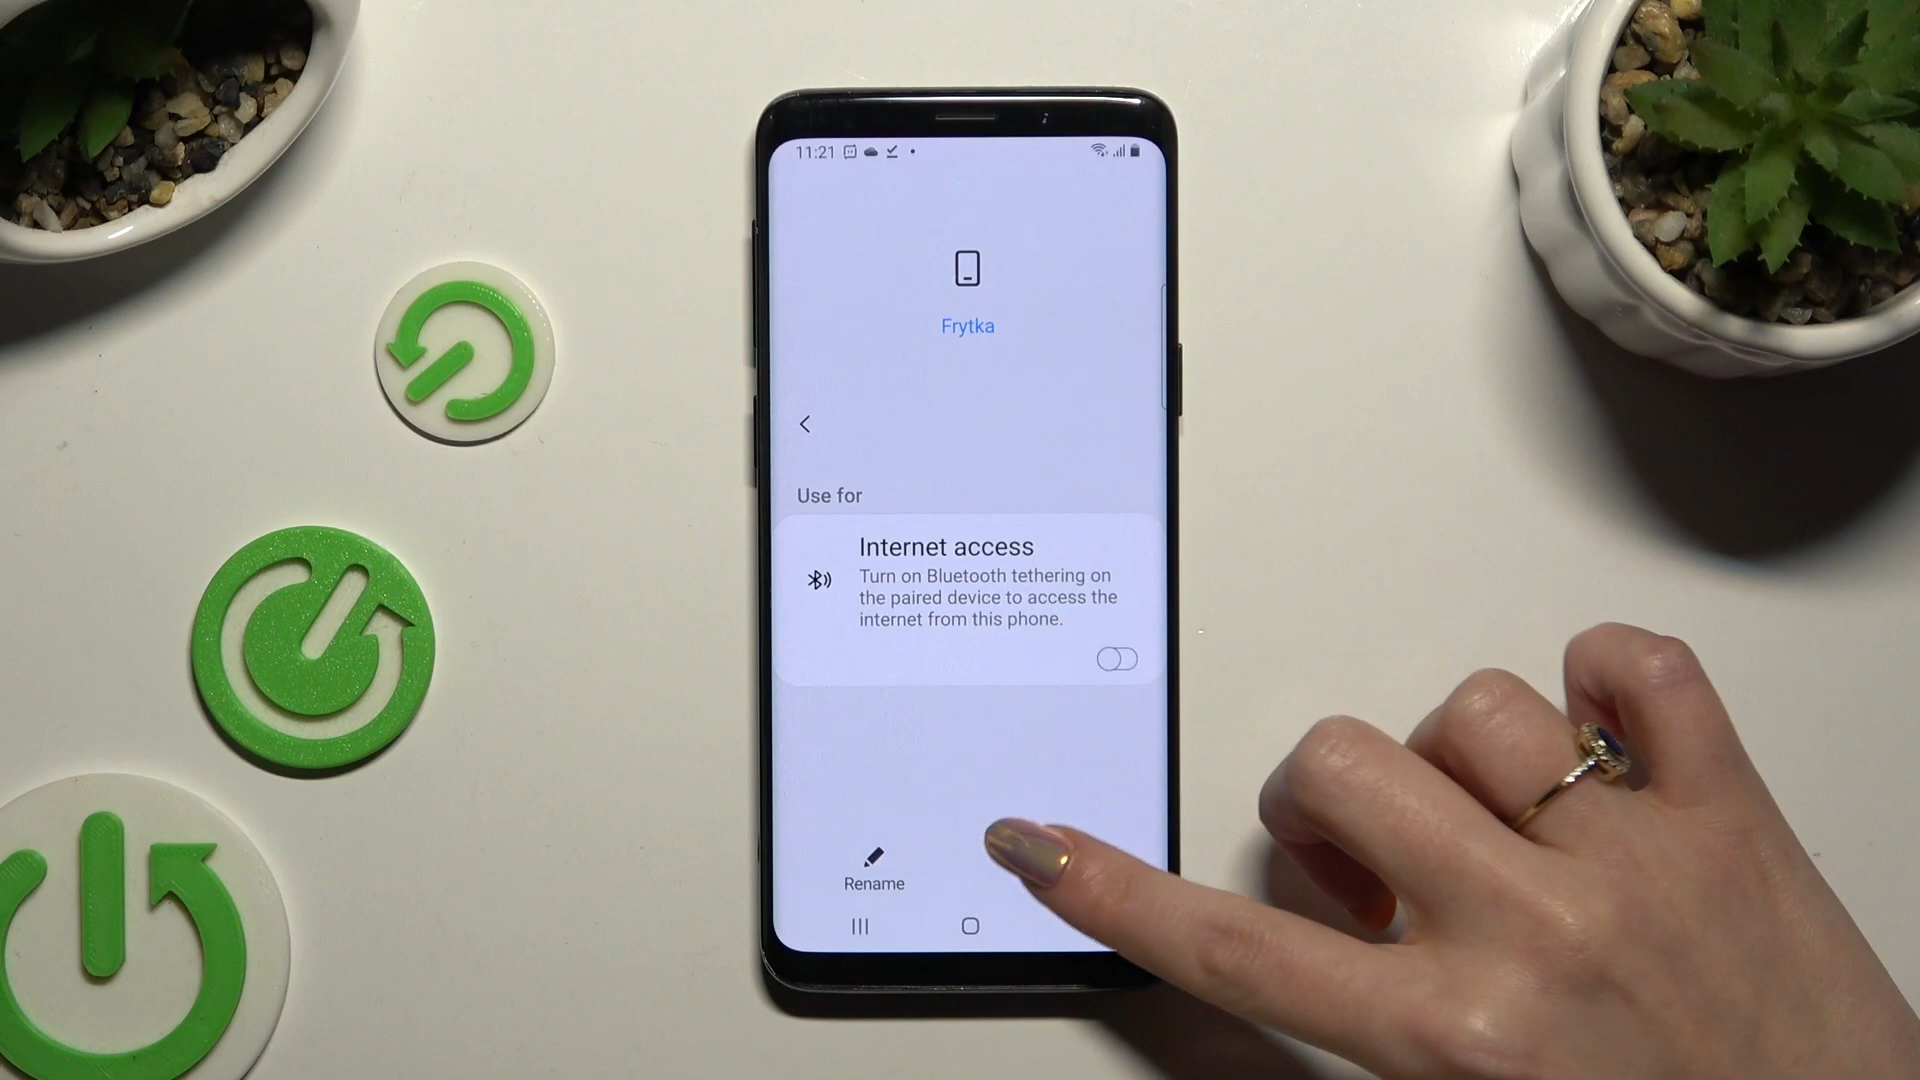 11:21
Frytka
Use for
Internet access
Turn on Bluetooth tethering on
the paired device to access the
internet from this phone.
Rename